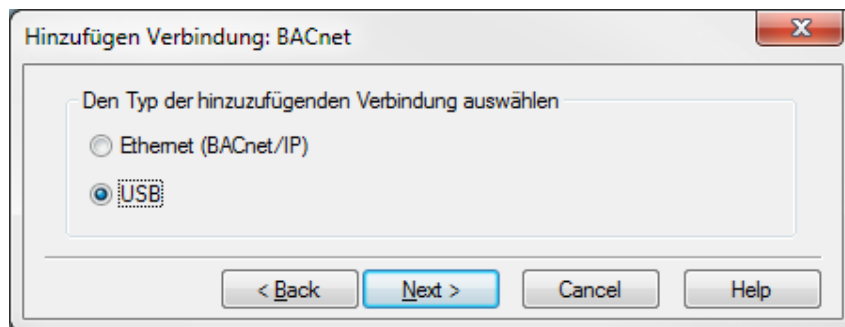 Hinzufügen Verbindung: BACnet
Den Typ der hinzuzufügenden Verbindung auswählen
Ethernet (BACnet/IP)
USB
< Back Next > Cancel Help